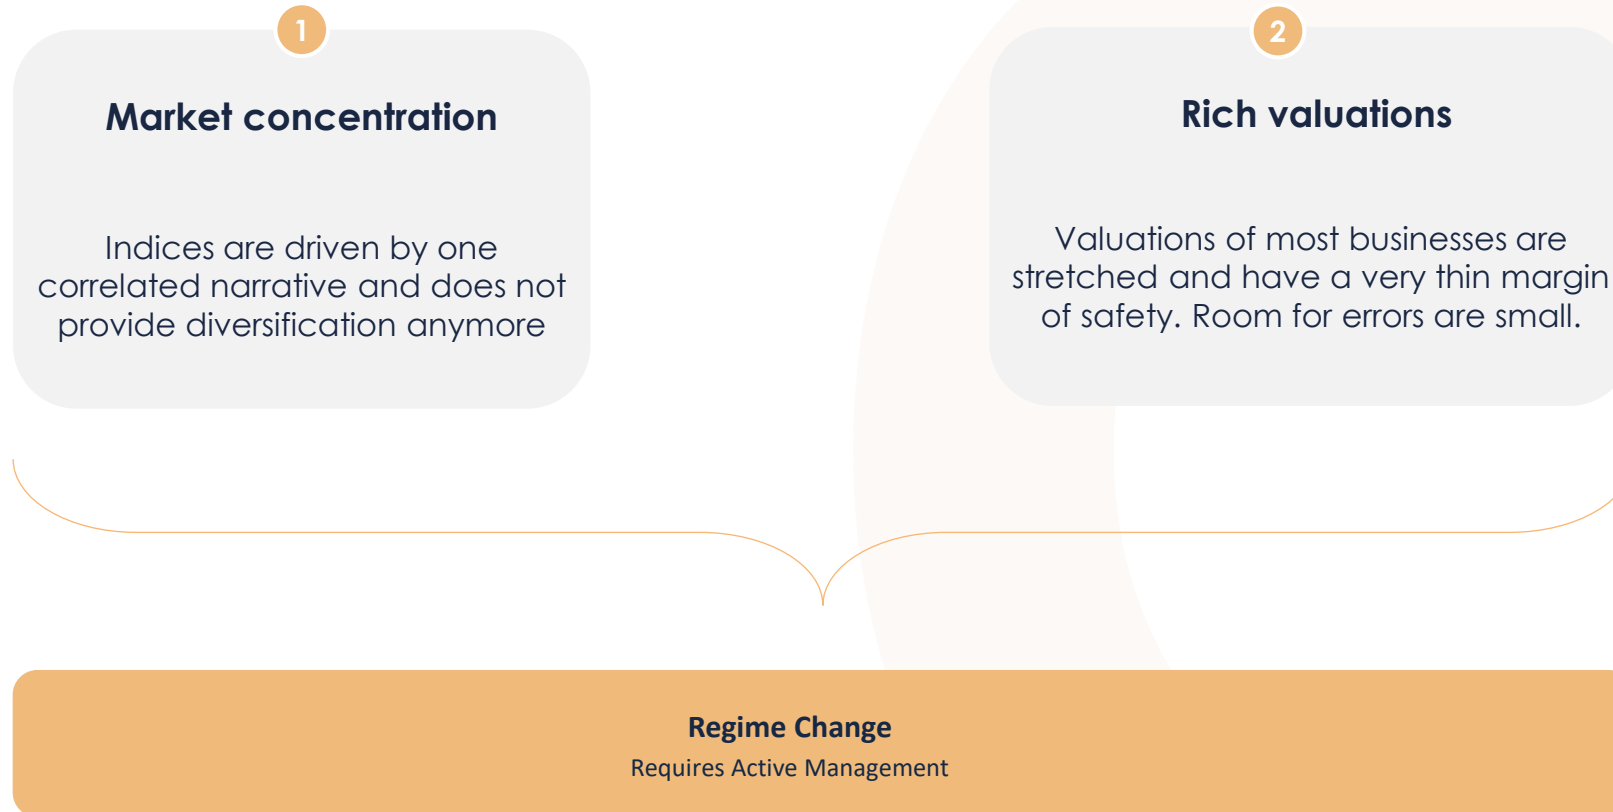 1
Market concentration
Indices are driven by one
correlated narrative and does not
provide diversification anymore
2
Rich valuations
Valuations of most businesses are
stretched and have a very thin margin
of safety. Room for errors are small.
Regime Change
Requires Active Management